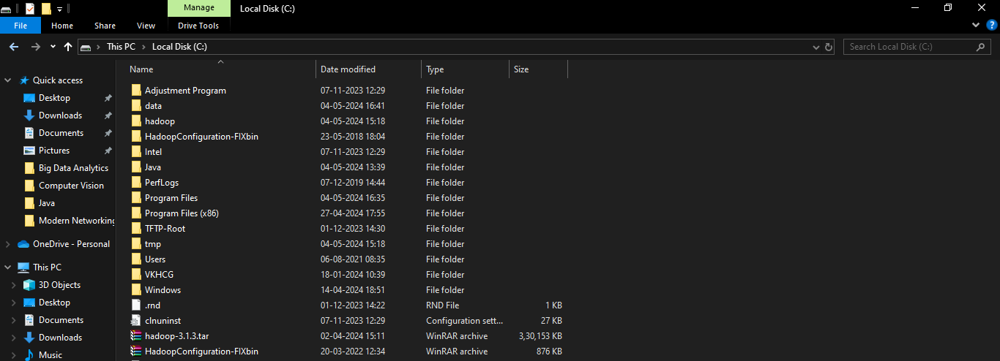 Manage Local Disk (C:)
File Home Share View Drive Tools
This PC Local Disk (C:) Search Local Disk (C:)
Name Date modified Type Size
Quick access
Desktop
Downloads
Documents
Pictures
Big Data Analytics
Computer Vision
Java
Modern Networking
OneDrive - Personal
This PC
3D Objects
Desktop
Documents
Downloads
Music
Adjustment Program 07-11-2023 12:29 File folder
data 04-05-2024 16:41 File folder
hadoop 04-05-2024 15:18 File folder
HadoopConfiguration-FIXbin 23-05-2018 18:04 File folder
Intel 07-11-2023 12:29 File folder
Java 04-05-2024 13:39 File folder
PerfLogs 07-12-2019 14:44 File folder
Program Files 04-05-2024 16:35 File folder
Program Files (x86) 27-04-2024 17:55 File folder
TFTP-Root 01-12-2023 14:30 File folder
tmp 04-05-2024 15:18 File folder
Users 06-08-2021 08:35 File folder
VKHCG 18-01-2024 10:39 File folder
Windows 14-04-2024 18:51 File folder
.rnd 01-12-2023 14:22 RND File 1 KB
clnuninst 07-11-2023 12:29 Configuration sett... 27 KB
hadoop-3.1.3.tar 02-04-2024 15:11 WinRAR archive 3,30,153 KB
HadoopConfiguration-FIXbin 20-03-2022 12:34 WinRAR archive 876 KB